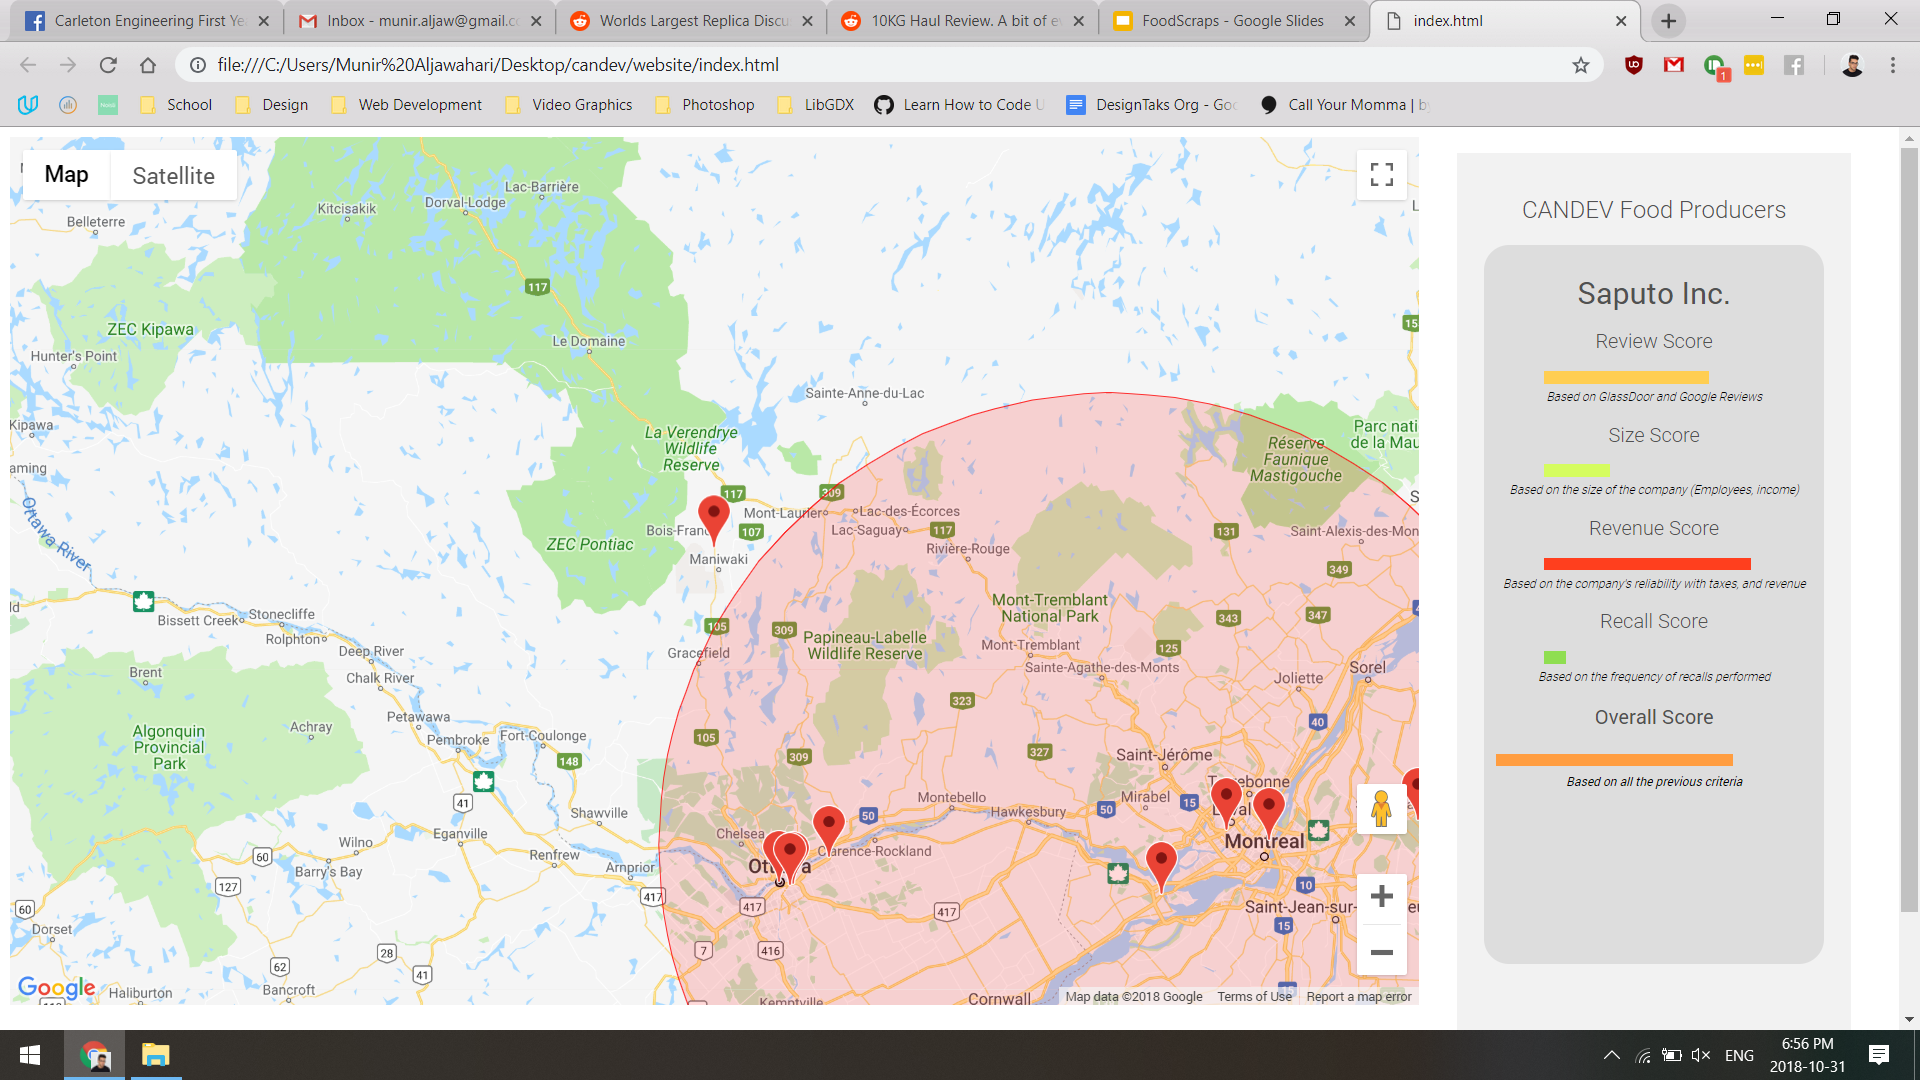 Carleton Engineering First Ye
Inbox - munir.aljaw@gmail.c
Worlds Largest Replica Discu
10KG Haul Review. A bit of e
FoodScraps - Google Slides
index.html
file:///C:/Users/Munir%20Aljawahari/Desktop/candev/website/index.html
1
School
Design
Web Development
Video Graphics
Photoshop
LibGDX
Learn How to Code U
DesignTaks Org - Goo
Call Your Momma | b
Map
Satellite
Belleterre
Kitcisakik
Dorval-Lodge
Lac-Barrière
117
ZEC Kipawa
Hunter's Point
Le Domaine
15
Kipawa
aming
Ottawa River
Sainte-Anne-du-Lac
La Verendrye
Wildlife
Reserve
Réserve
Faunique
Mastigouche
Parc nati
de la Mau
117
309
Mont-Laurier
Lac-des-Écorces
Lac-Saguay
117
Bois-Franc
107
Maniwaki
ZEC Pontiac
Rivière-Rouge
131
Saint-Alexis-des-Mon
349
ld
Bissett Creek
Stonecliffe
Rolphton
Deep River
Chalk River
105
309
Gracefield
Papineau-Labelle
Wildlife Reserve
Mont-Tremblant
National Park
Mont-Tremblant
343
347
125
Sainte-Agathe-des-Monts
Sorel
Joliette
Brent
Algonquin
Provincial
Park
Achray
Petawawa
Pembroke
Fort-Coulonge
148
105
309
323
327
40
Saint-Jérôme
41
Shawville
Eganville
Wilno
60
Barry's Bay
Renfrew
Arnprior
127
417
Chelsea
50
Clarence-Rockland
Montebello
Hawkesbury
50
Mirabel
15
Montreal
10
Saint-Jean-sur-
15
417
417
7
416
60
Dorset
28
62
41
Bancroft
Haliburton
Kemptville
Cornwall
15
Google
Map data ©2018 Google
Terms of Use
Report a map error
CANDEV Food Producers
Saputo Inc.
Review Score
Based on GlassDoor and Google Reviews
Size Score
Based on the size of the company (Employees, income)
Revenue Score
Based on the company's reliability with taxes, and revenue
Recall Score
Based on the frequency of recalls performed
Overall Score
Based on all the previous criteria
ENG
6:56 PM
2018-10-31